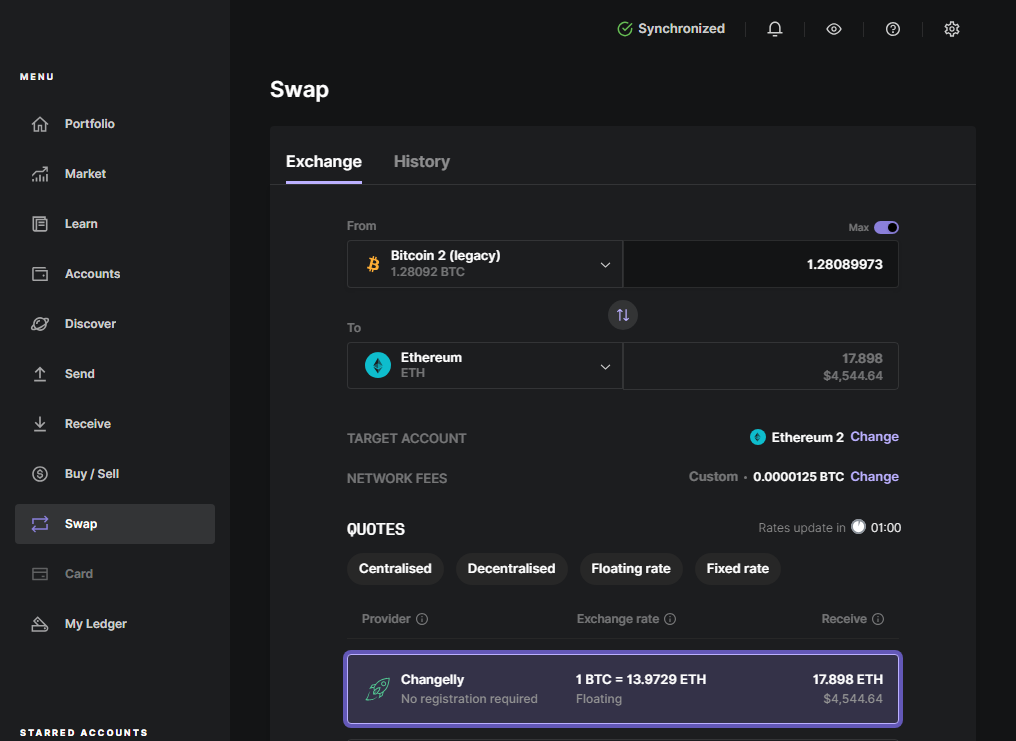 Synchronized
MENU
Portfolio
Market
Learn
Accounts
Discover
Send
Receive
Buy / Sell
Swap
Card
My Ledger
STARRED ACCOUNTS
Swap
Exchange History
From Max
Bitcoin 2 (legacy)
1.28092 BTC
1.28089973
To
Ethereum
ETH
17.898
$4,544.64
TARGET ACCOUNT Ethereum 2 Change
NETWORK FEES Custom · 0.0000125 BTC Change
QUOTES Rates update in 01:00
Centralised Decentralised Floating rate Fixed rate
Provider Exchange rate Receive
Changelly 1 BTC = 13.9729 ETH 17.898 ETH
No registration required Floating $4,544.64